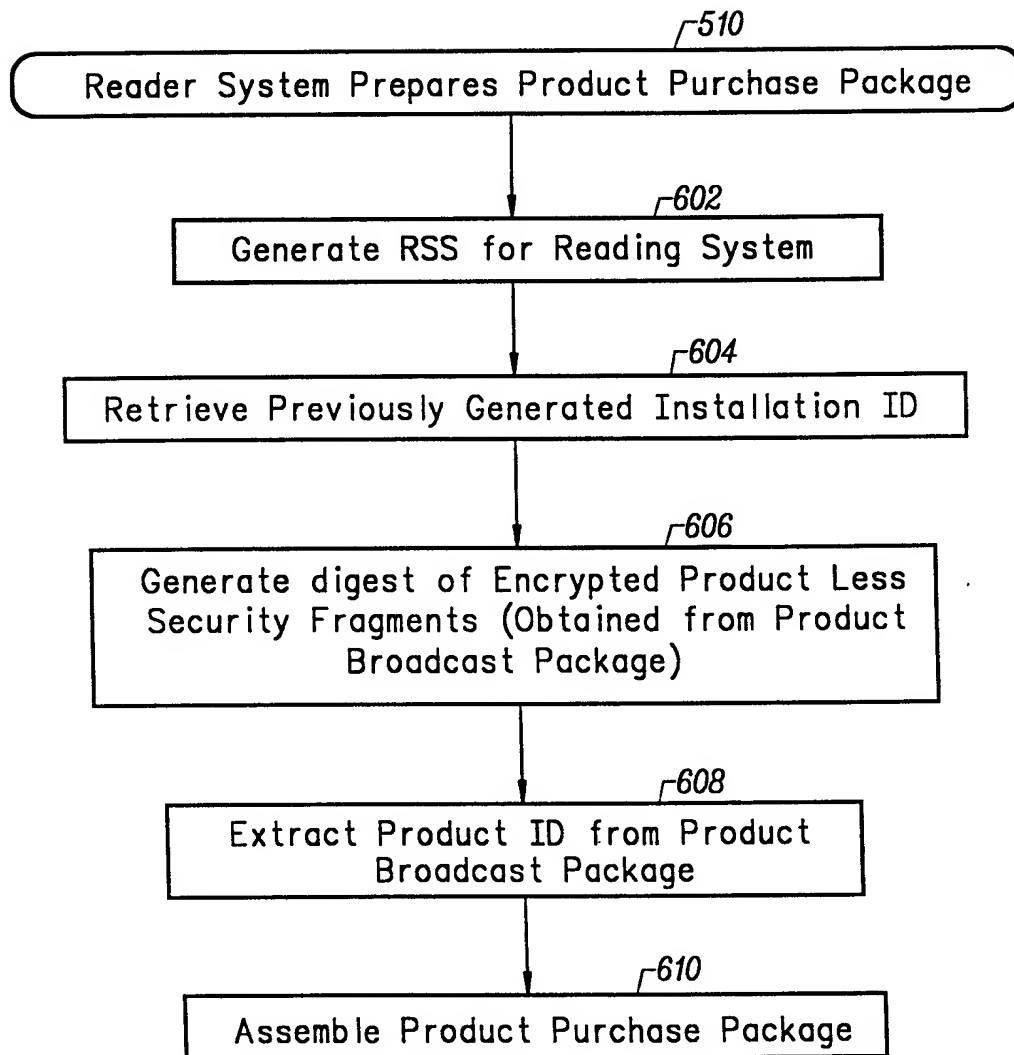 510
Reader System Prepares Product Purchase Package
602
Generate RSS for Reading System
604
Retrieve Previously Generated Installation ID
606
Generate digest of Encrypted Product Less
Security Fragments (Obtained from Product
Broadcast Package)
608
Extract Product ID from Product
Broadcast Package
610
Assemble Product Purchase Package